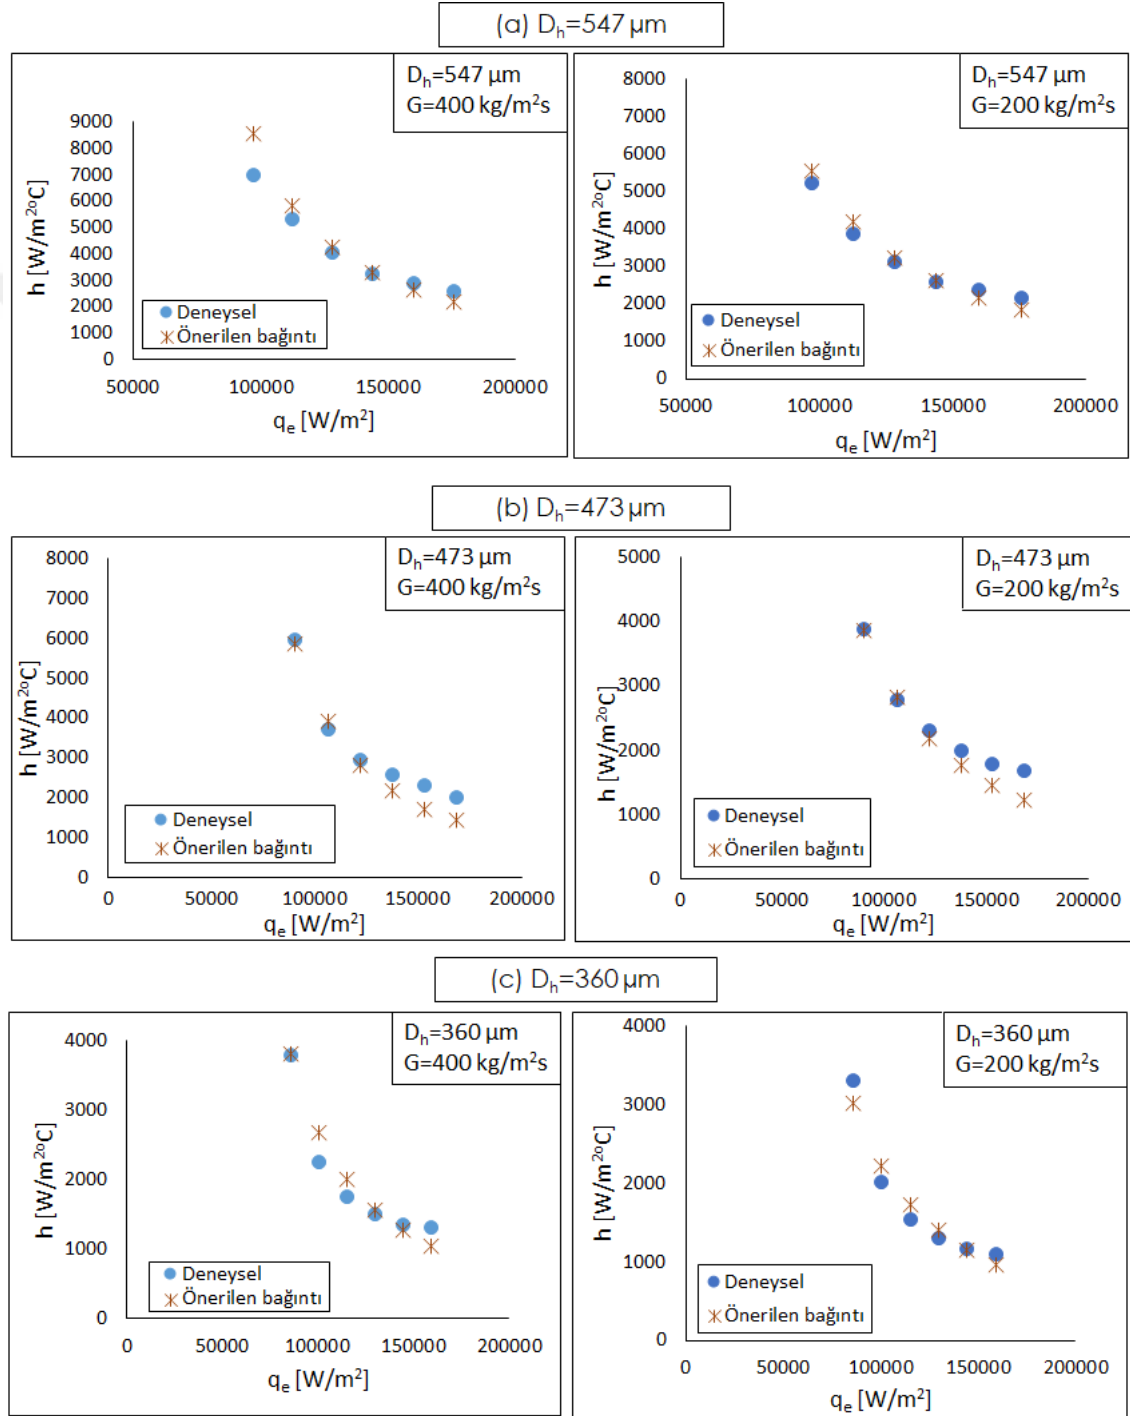 (a) Dₕ=547 µm
Dₕ=547 µm
G=400 kg/m²s
9000
8000
7000
6000
5000
4000
3000
2000
1000
0
h [W/m²⁰C]
Deneysel
Önerilen bağıntı
50000 100000 150000 200000
qₑ [W/m²]
Dₕ=547 µm
G=200 kg/m²s
8000
7000
6000
5000
4000
3000
2000
1000
0
h [W/m²⁰C]
Deneysel
Önerilen bağıntı
50000 100000 150000 200000
qₑ [W/m²]
(b) Dₕ=473 µm
Dₕ=473 µm
G=400 kg/m²s
8000
7000
6000
5000
4000
3000
2000
1000
0
h [W/m²⁰C]
Deneysel
Önerilen bağıntı
0 50000 100000 150000 200000
qₑ [W/m²]
Dₕ=473 µm
G=200 kg/m²s
5000
4000
3000
2000
1000
0
h [W/m²⁰C]
Deneysel
Önerilen bağıntı
0 50000 100000 150000 200000
qₑ [W/m²]
(c) Dₕ=360 µm
Dₕ=360 µm
G=400 kg/m²s
4000
3000
2000
1000
0
h [W/m²⁰C]
Deneysel
Önerilen bağıntı
0 50000 100000 150000 200000
qₑ [W/m²]
Dₕ=360 µm
G=200 kg/m²s
4000
3000
2000
1000
0
h [W/m²⁰C]
Deneysel
Önerilen bağıntı
0 50000 100000 150000 200000
qₑ [W/m²]